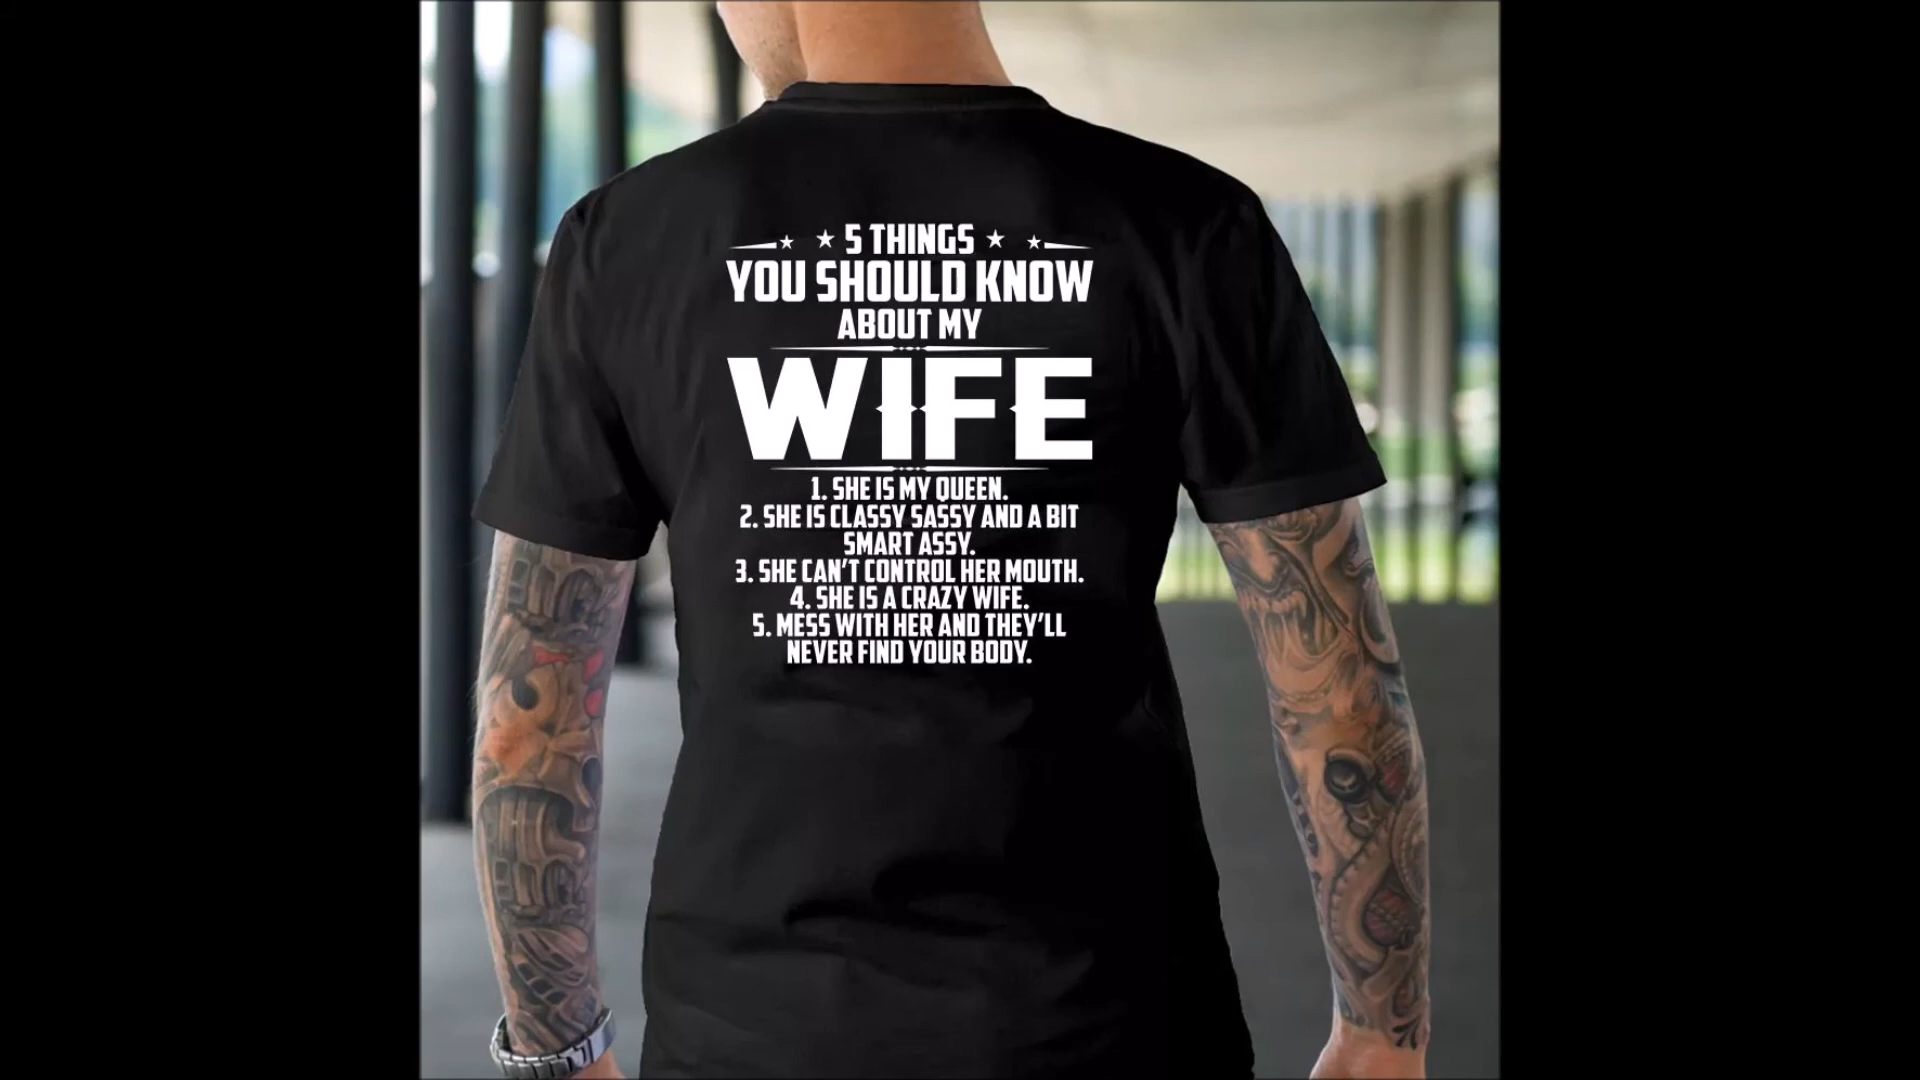 5 THINGS
YOU SHOULD KNOW
ABOUT MY
WIFE
1. SHE IS MY QUEEN.
2. SHE IS CLASSY SASSY AND A BIT
SMART ASSY.
3. SHE CAN'T CONTROL HER MOUTH.
4. SHE IS A CRAZY WIFE.
5. MESS WITH HER AND THEY'LL
NEVER FIND YOUR BODY.